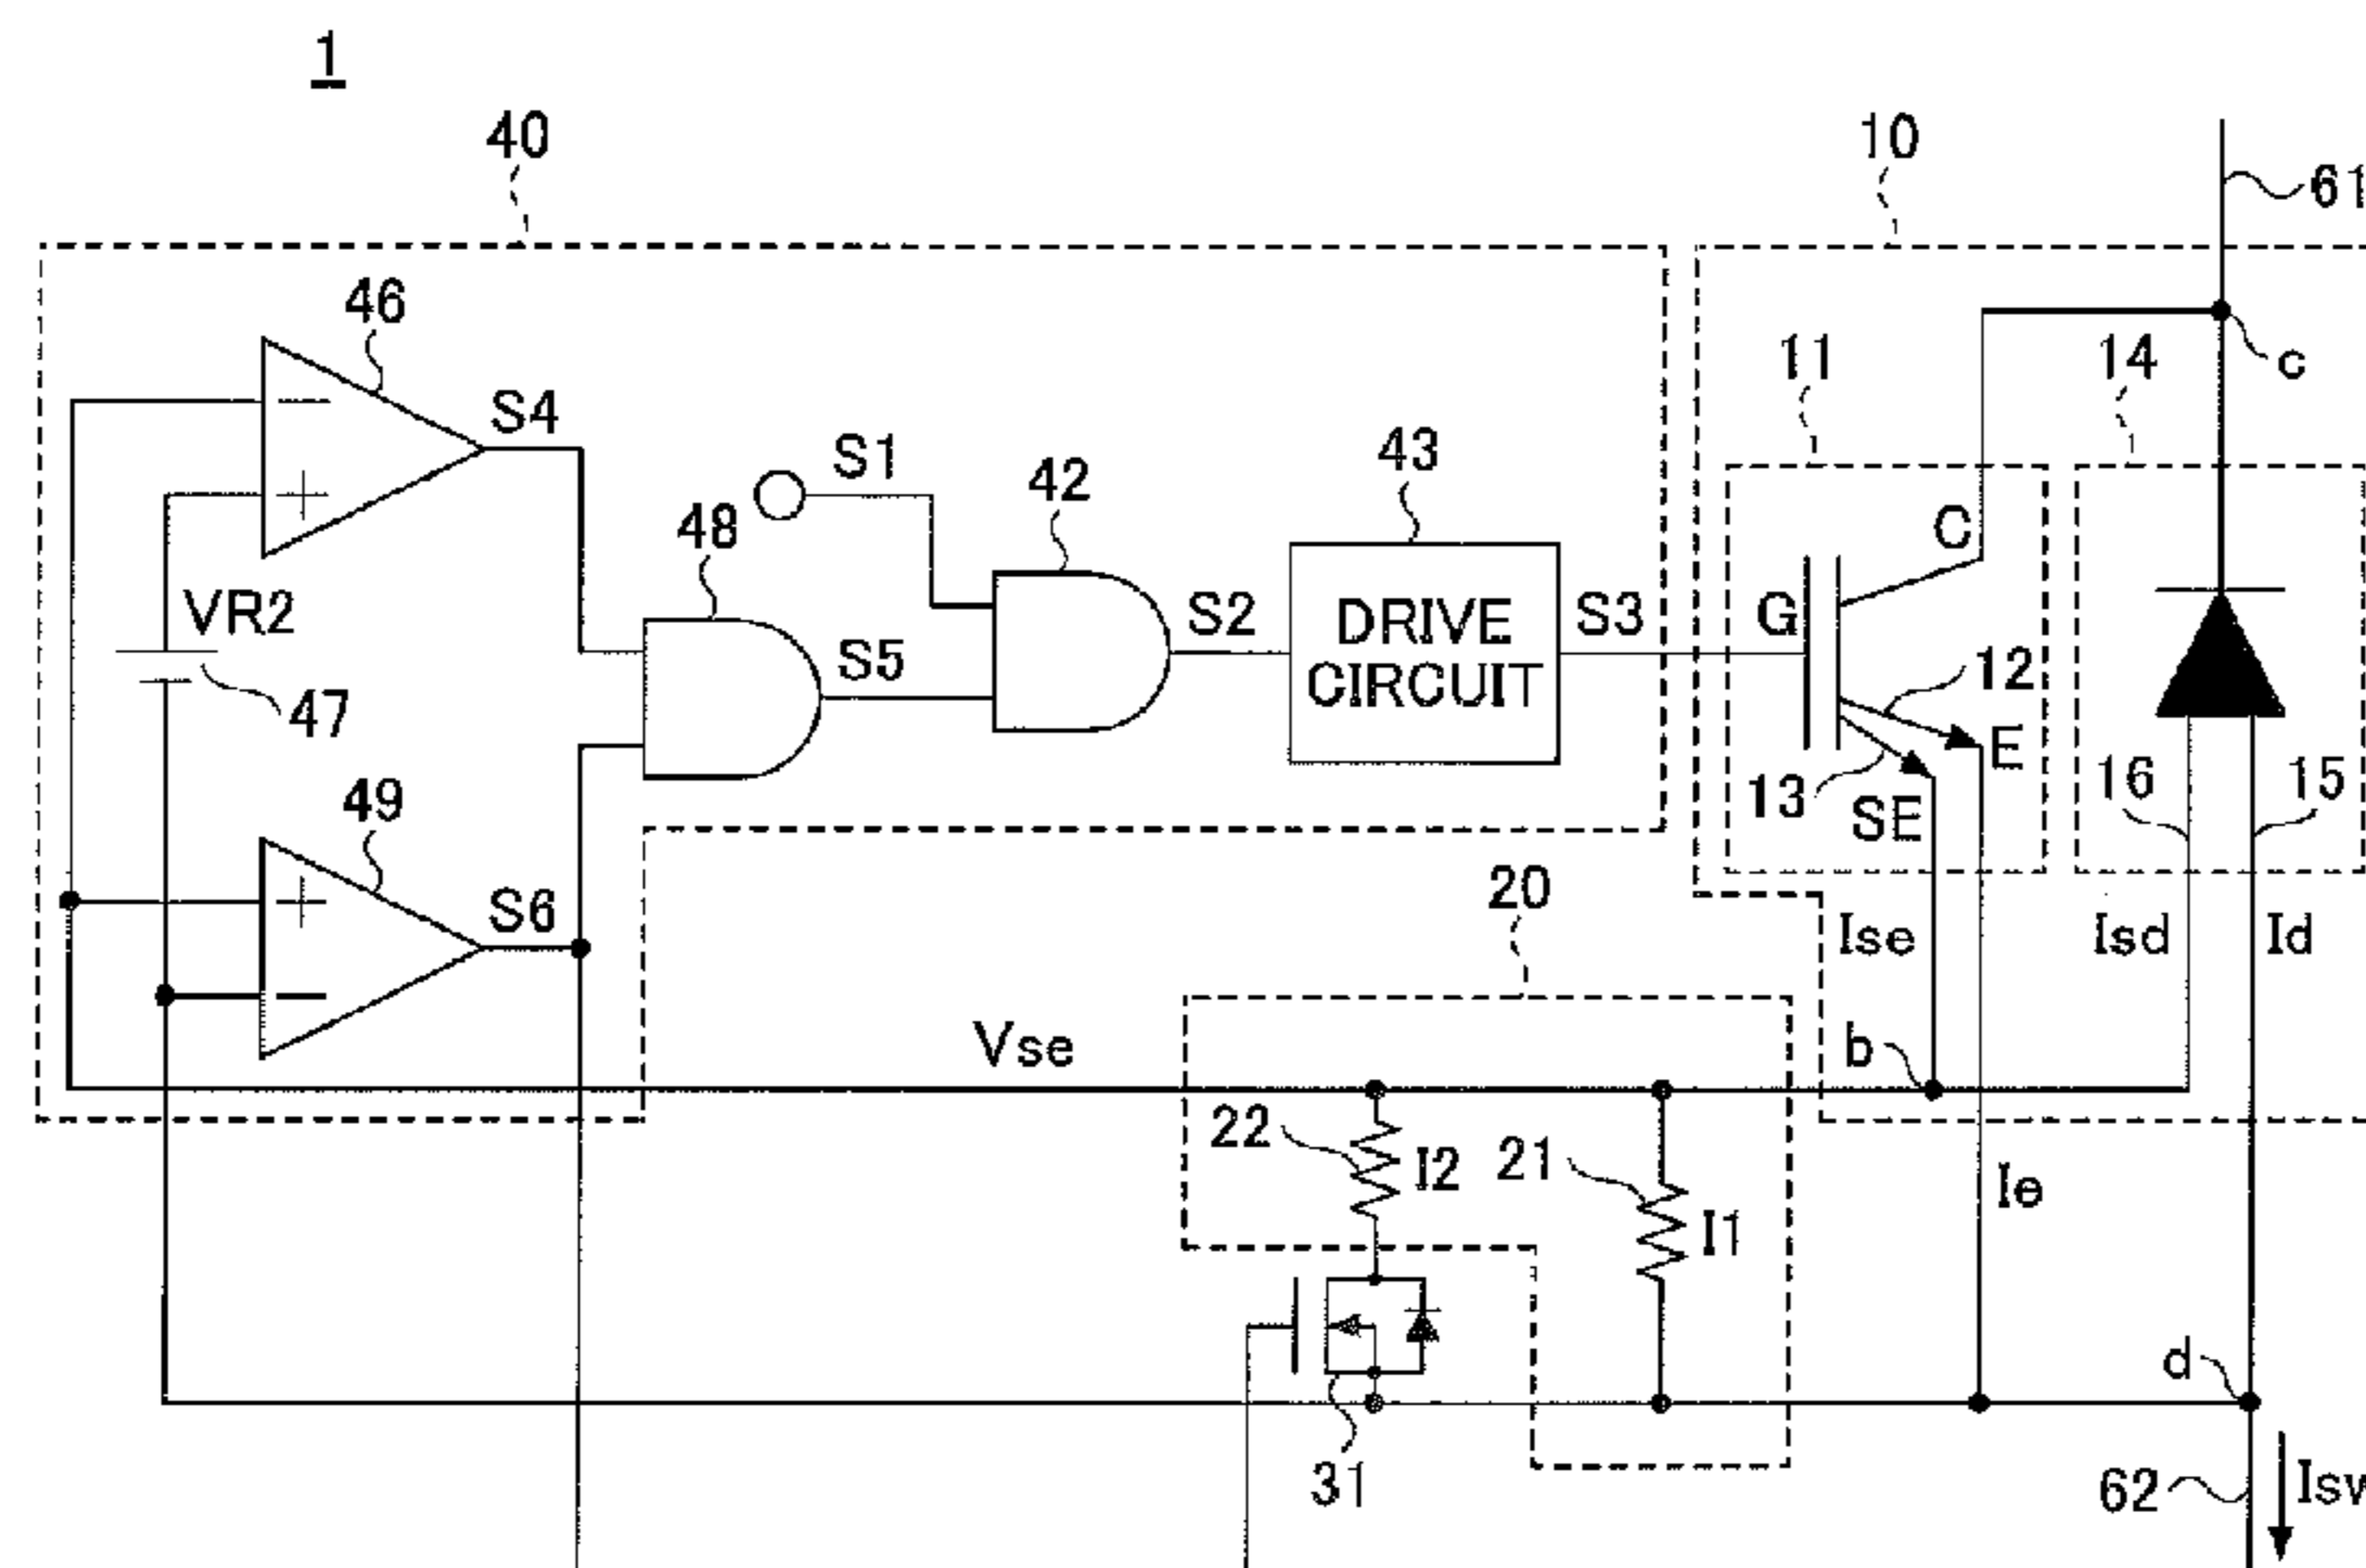 1
40
10
61
46
S4
S1
42
43
11
14
c
48
C
VR2
S5
S2
DRIVE
CIRCUIT
S3
G
12
47
E
49
13
SE
16
15
S6
20
Ise
Isd
Id
Vse
b
22
I2
21
I1
Ie
d
31
62
Isw